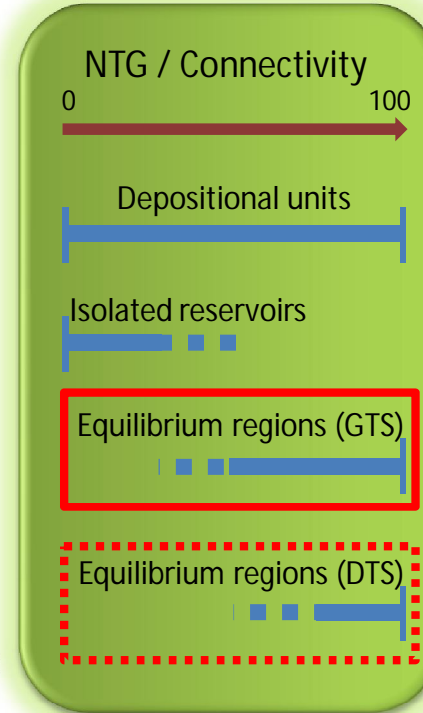 NTG / Connectivity
0 100
Depositional units
Isolated reservoirs
Equilibrium regions (GTS)
Equilibrium regions (DTS)